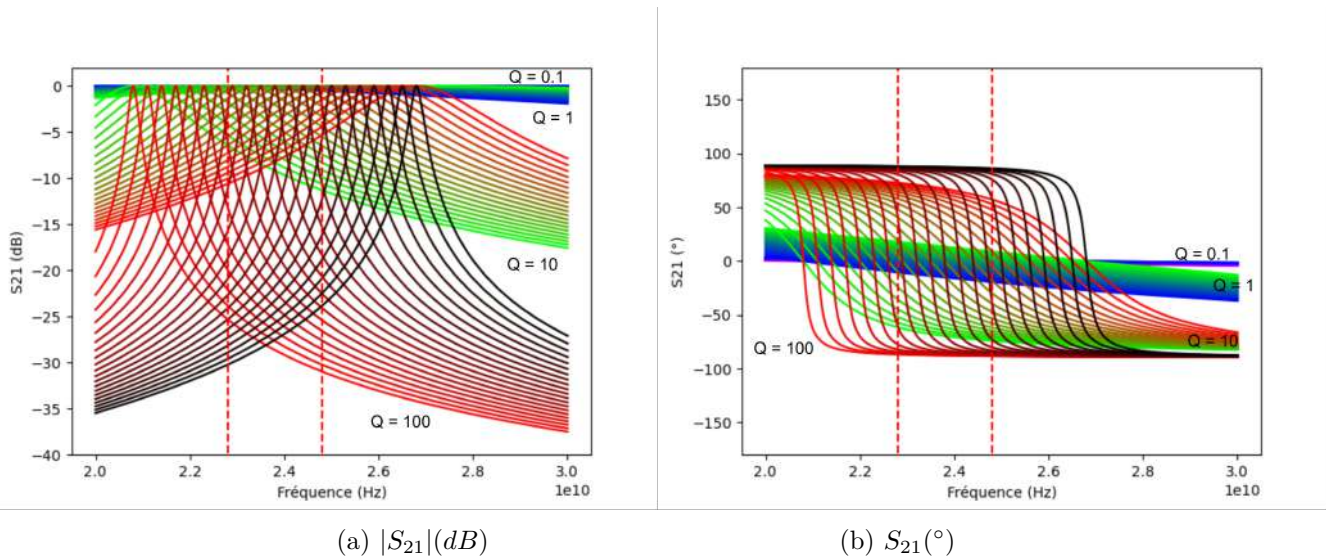 0
−5
−10
−15
−20
−25
−30
−35
−40
S21 (dB)
2.0
2.2
2.4
2.6
2.8
3.0
1e10
Fréquence (Hz)
Q = 0.1
Q = 1
Q = 10
Q = 100
150
100
50
0
−50
−100
−150
S21 (°)
2.0
2.2
2.4
2.6
2.8
3.0
1e10
Fréquence (Hz)
Q = 0.1
Q = 1
Q = 10
Q = 100
(a) |S₂₁|(dB)
(b) S₂₁(°)